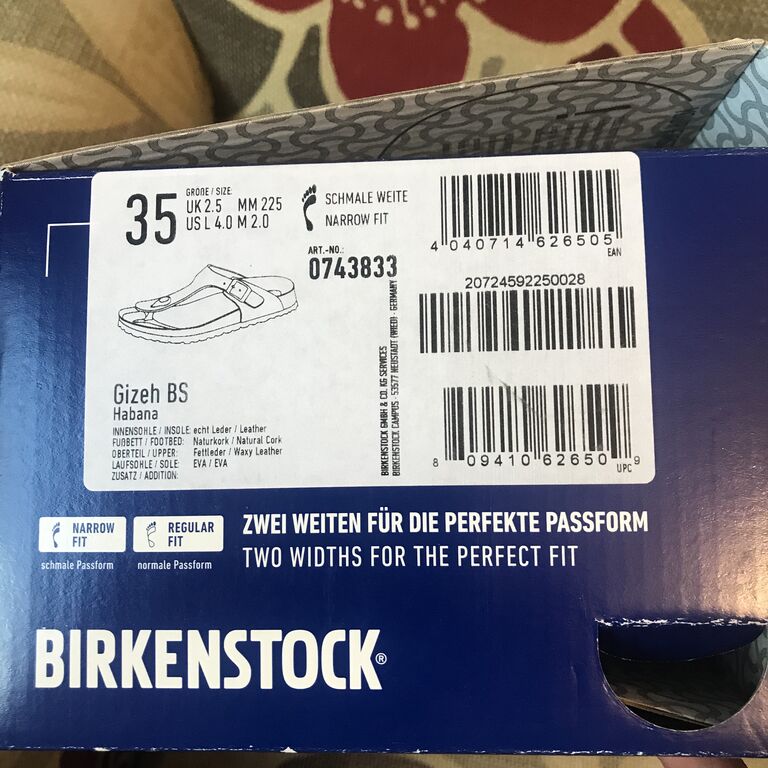 35
GRÖßE / SIZE:
UK 2.5 MM 225
US L 4.0 M 2.0
SCHMALE WEITE
NARROW FIT
ART.-NO.:
0743833
4 040714 626505
EAN
20724592250028
8 09410 62650 9
UPC
BIRKENSTOCK GMBH & CO. KG SERVICES
BIRKENSTOCK CAMPUS · 53577 NEUSTADT (WIED) · GERMANY
Gizeh BS
Habana
INNENSOHLE / INSOLE: echt Leder / Leather
FUßBETT / FOOTBED: Naturkork / Natural Cork
OBERTEIL / UPPER: Fettleder / Waxy Leather
LAUFSOHLE / SOLE: EVA / EVA
ZUSATZ / ADDITION:
NARROW FIT
schmale Passform
REGULAR FIT
normale Passform
ZWEI WEITEN FÜR DIE PERFEKTE PASSFORM
TWO WIDTHS FOR THE PERFECT FIT
BIRKENSTOCK®